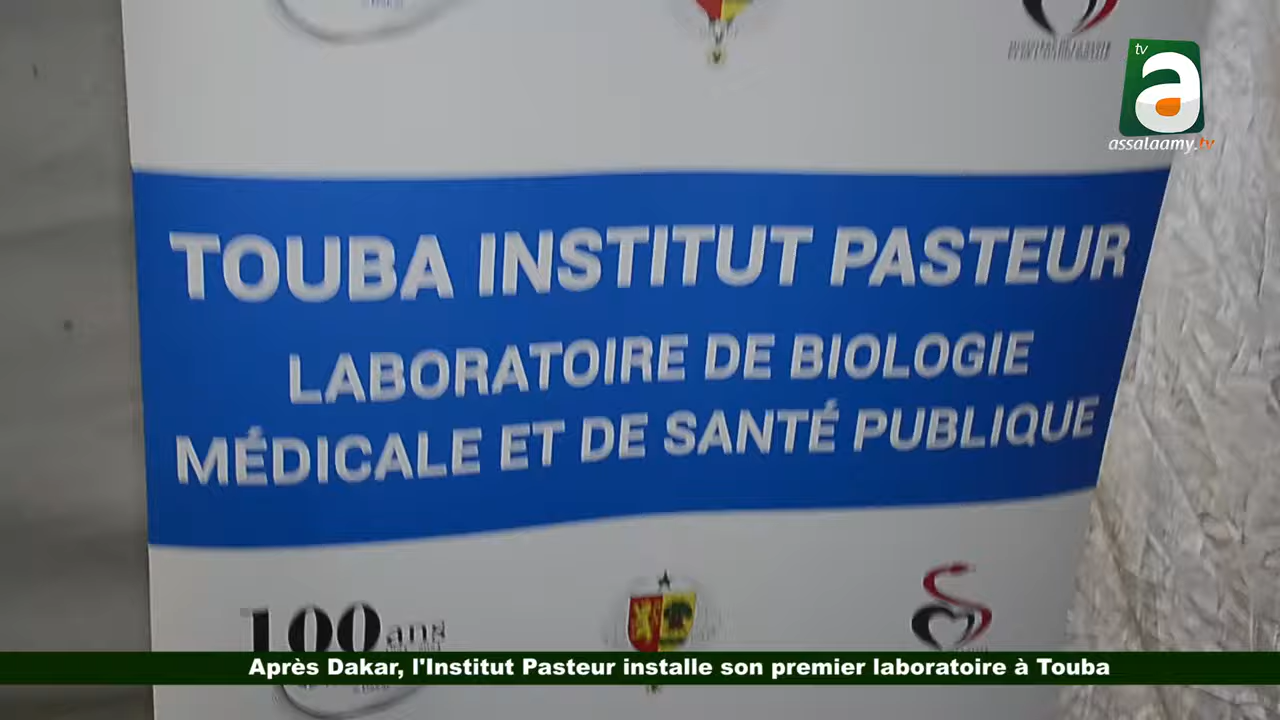 tv
a
assalaamy.tv
TOUBA INSTITUT PASTEUR
LABORATOIRE DE BIOLOGIE
MÉDICALE ET DE SANTÉ PUBLIQUE
100 ans
Après Dakar, l'Institut Pasteur installe son premier laboratoire à Touba